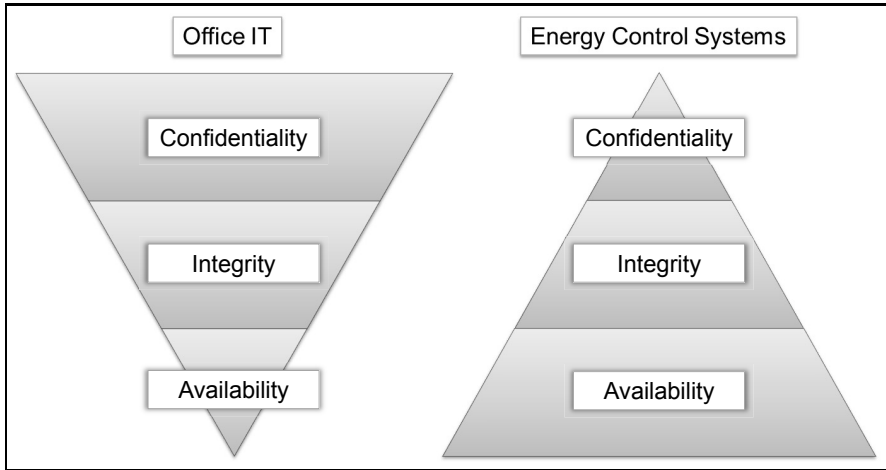 Office IT
Energy Control Systems
Confidentiality
Confidentiality
Integrity
Integrity
Availability
Availability